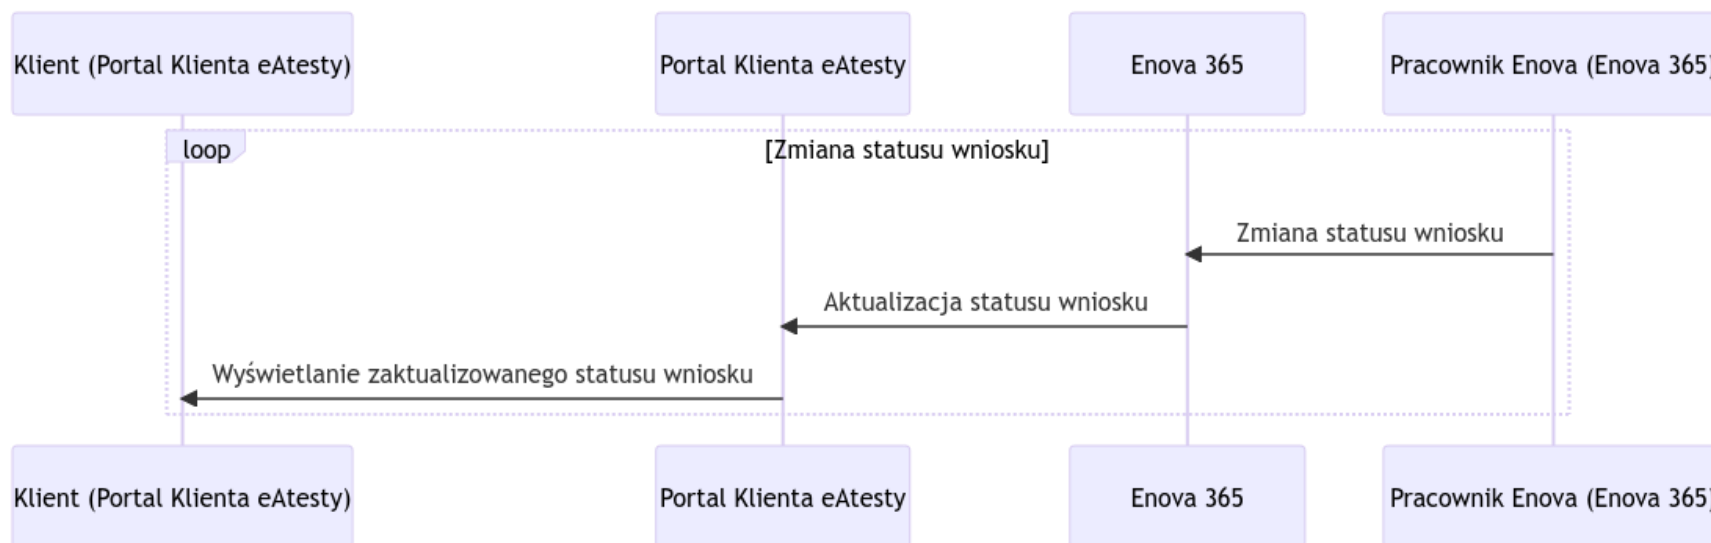 Klient (Portal Klienta eAtesty)
Portal Klienta eAtesty
Enova 365
Pracownik Enova (Enova 365)
loop
[Zmiana statusu wniosku]
Zmiana statusu wniosku
Aktualizacja statusu wniosku
Wyświetlanie zaktualizowanego statusu wniosku
Klient (Portal Klienta eAtesty)
Portal Klienta eAtesty
Enova 365
Pracownik Enova (Enova 365)